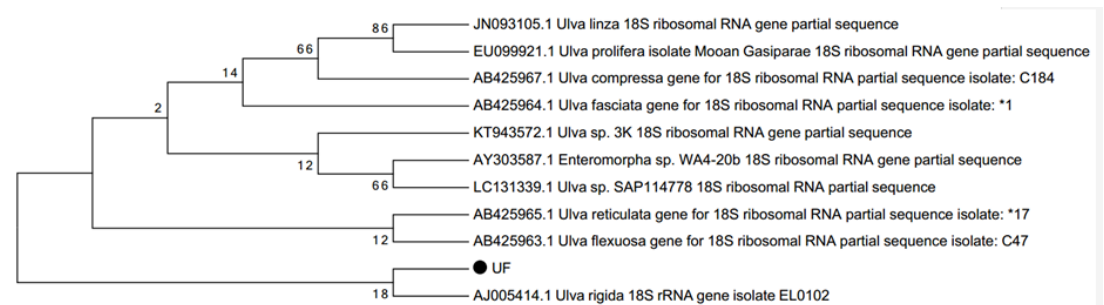 JN093105.1 Ulva linza 18S ribosomal RNA gene partial sequence
86
EU099921.1 Ulva prolifera isolate Mooan Gasiparae 18S ribosomal RNA gene partial sequence
66
AB425967.1 Ulva compressa gene for 18S ribosomal RNA partial sequence isolate: C184
14
AB425964.1 Ulva fasciata gene for 18S ribosomal RNA partial sequence isolate: *1
2
KT943572.1 Ulva sp. 3K 18S ribosomal RNA gene partial sequence
12
AY303587.1 Enteromorpha sp. WA4-20b 18S ribosomal RNA gene partial sequence
66
LC131339.1 Ulva sp. SAP114778 18S ribosomal RNA partial sequence
AB425965.1 Ulva reticulata gene for 18S ribosomal RNA partial sequence isolate: *17
12
AB425963.1 Ulva flexuosa gene for 18S ribosomal RNA partial sequence isolate: C47
UF
18
AJ005414.1 Ulva rigida 18S rRNA gene isolate EL0102